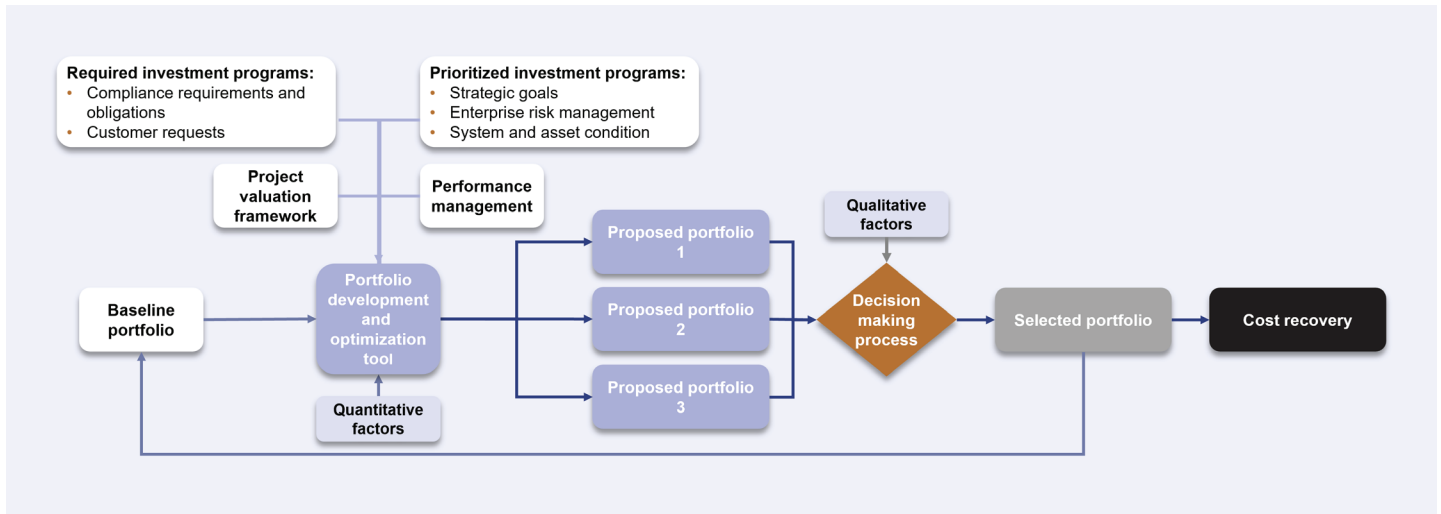 Required investment programs:
• Compliance requirements and
obligations
• Customer requests
Prioritized investment programs:
• Strategic goals
• Enterprise risk management
• System and asset condition
Project
valuation
framework
Performance
management
Qualitative
factors
Proposed portfolio
1
Portfolio
development
and
optimization
tool
Baseline
portfolio
Proposed portfolio
2
Decision
making
process
Selected portfolio
Cost recovery
Proposed portfolio
3
Quantitative
factors